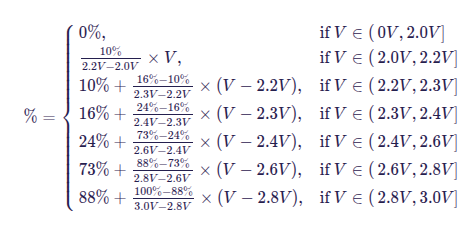 0%, if V ∈ (0V, 2.0V]
10%/2.2V−2.0V × V, if V ∈ (2.0V, 2.2V]
10% + 16%−10%/2.3V−2.2V × (V − 2.2V), if V ∈ (2.2V, 2.3V]
% = 16% + 24%−16%/2.4V−2.3V × (V − 2.3V), if V ∈ (2.3V, 2.4V]
24% + 73%−24%/2.6V−2.4V × (V − 2.4V), if V ∈ (2.4V, 2.6V]
73% + 88%−73%/2.8V−2.6V × (V − 2.6V), if V ∈ (2.6V, 2.8V]
88% + 100%−88%/3.0V−2.8V × (V − 2.8V), if V ∈ (2.8V, 3.0V]